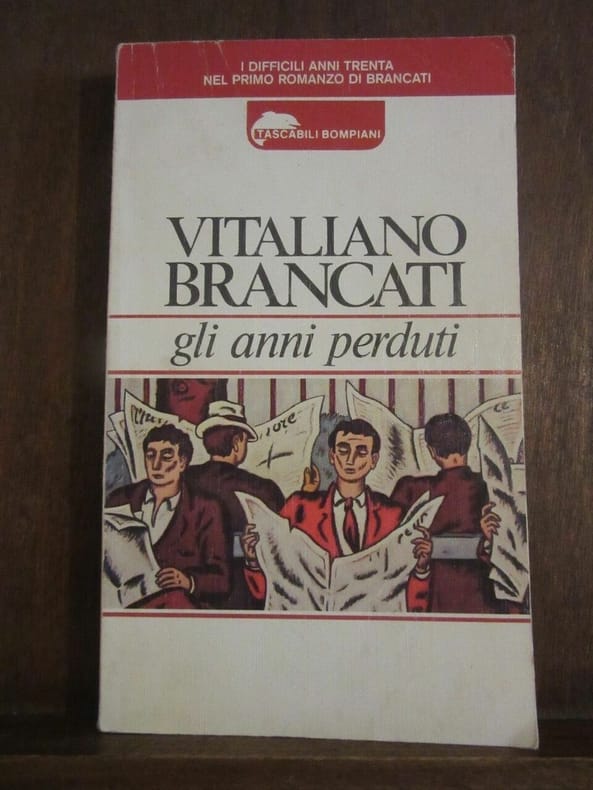 I DIFFICILI ANNI TRENTA
NEL PRIMO ROMANZO DI BRANCATI
TASCABILI BOMPIANI
VITALIANO
BRANCATI
gli anni perduti